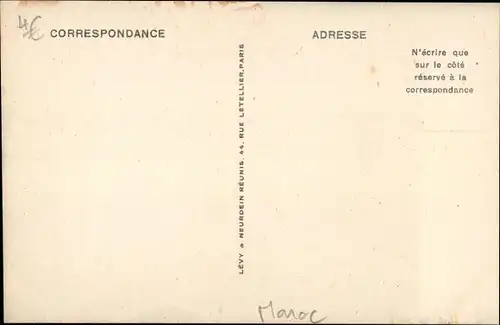 4€
CORRESPONDANCE
ADRESSE
N'écrire que
sur le côté
réservé à la
correspondance
LÉVY & NEURDEIN RÉUNIS, 44, RUE LETELLIER, PARIS
Maroc